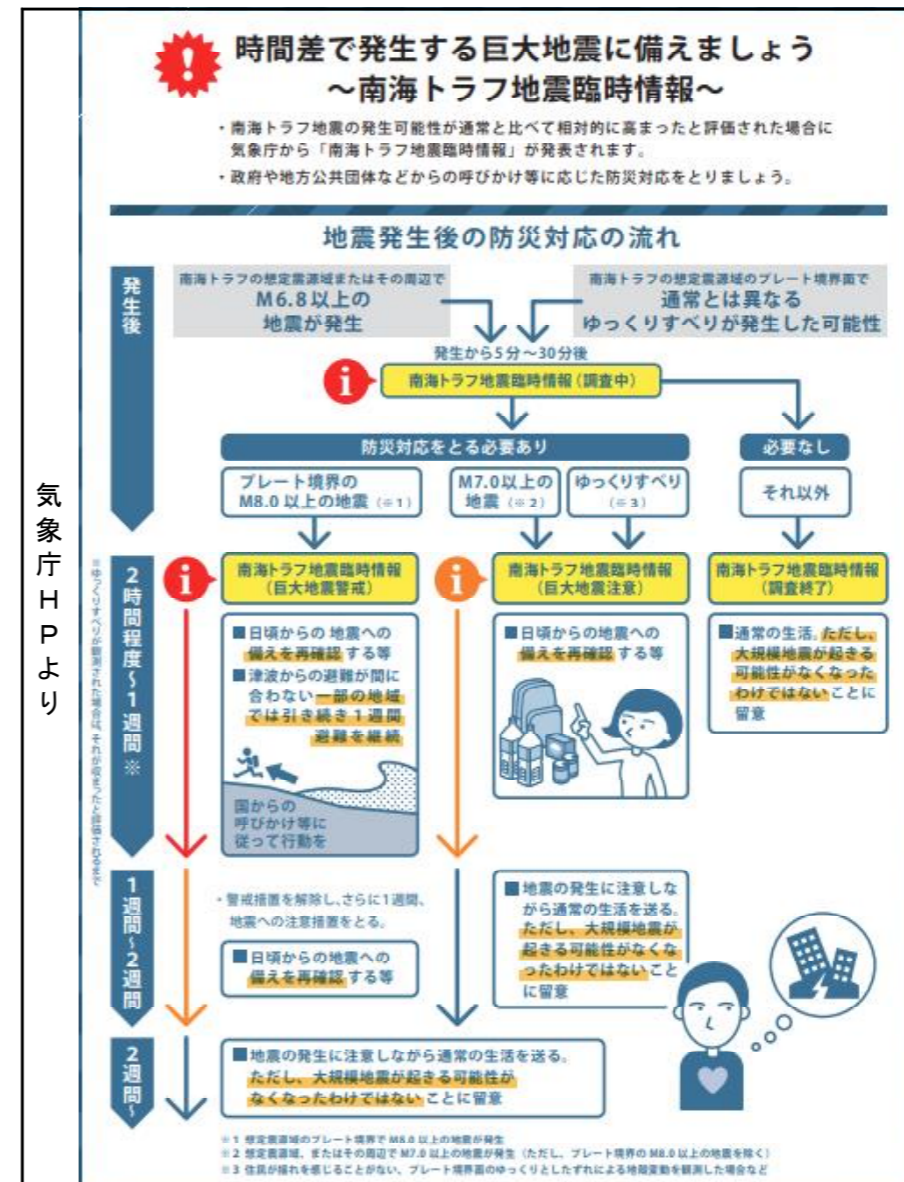 時間差で発生する巨大地震に備えましょう
～南海トラフ地震臨時情報～
・南海トラフ地震の発生可能性が通常と比べて相対的に高まったと評価された場合に
気象庁から「南海トラフ地震臨時情報」が発表されます。
・政府や地方公共団体などからの呼びかけ等に応じた防災対応をとりましょう。
地震発生後の防災対応の流れ
発生後
南海トラフの想定震源域またはその周辺で
M6.8以上の
地震が発生
南海トラフの想定震源域のプレート境界面で
通常とは異なる
ゆっくりすべりが発生した可能性
発生から5分～30分後
i
南海トラフ地震臨時情報（調査中）
防災対応をとる必要あり
必要なし
プレート境界の
M8.0以上の地震（※1）
M7.0以上の
地震（※2）
ゆっくりすべり
（※3）
それ以外
気象庁HPより
2時間程度～1週間※
※ゆっくりすべりが観測された場合は、それが収まったと評価されるまで
i
南海トラフ地震臨時情報
（巨大地震警戒）
i
南海トラフ地震臨時情報
（巨大地震注意）
南海トラフ地震臨時情報
（調査終了）
■日頃からの 地震への
備えを再確認 する等
■津波からの避難が間に
合わない 一部の地域
では引き続き1週間
避難を継続
国からの
呼びかけ等に
従って行動を
■日頃からの地震への
備えを再確認 する等
■通常の生活。ただし、
大規模地震が起きる
可能性がなくなった
わけではない ことに
留意
1週間～2週間
・警戒措置を解除し、さらに1週間、
地震への注意措置をとる。
■日頃からの地震への
備えを再確認 する等
■地震の発生に注意しな
がら通常の生活を送る。
ただし、大規模地震が
起きる可能性がなくな
ったわけではない こと
に留意
2週間～
■地震の発生に注意しながら通常の生活を送る。
ただし、大規模地震が起きる可能性が
なくなったわけではない ことに留意
※1 想定震源域のプレート境界でM8.0以上の地震が発生
※2 想定震源域、またはその周辺でM7.0以上の地震が発生（ただし、プレート境界のM8.0以上の地震を除く）
※3 住民が揺れを感じることがない、プレート境界面のゆっくりとしたずれによる地殻変動を観測した場合など